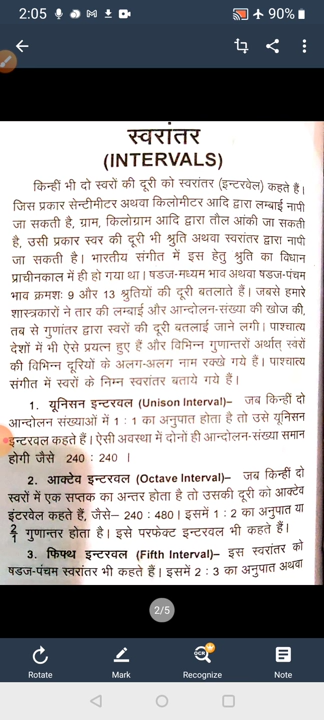 2:05
90%
स्वरांतर
(INTERVALS)
किन्हीं भी दो स्वरों की दूरी को स्वरांतर (इन्टरवेल) कहते हैं।
जिस प्रकार सेन्टीमीटर अथवा किलोमीटर आदि द्वारा लम्बाई नापी
जा सकती है, ग्राम, किलोग्राम आदि द्वारा तौल आंकी जा सकती
है, उसी प्रकार स्वर की दूरी भी श्रुति अथवा स्वरांतर द्वारा नापी
जा सकती है। भारतीय संगीत में इस हेतु श्रुति का विधान
प्राचीनकाल में ही हो गया था। षडज-मध्यम भाव अथवा षडज-पंचम
भाव क्रमशः 9 और 13 श्रुतियों की दूरी बतलाते हैं। जबसे हमारे
शास्त्रकारों ने तार की लम्बाई और आन्दोलन-संख्या की खोज की,
तब से गुणांतर द्वारा स्वरों की दूरी बतलाई जाने लगी। पाश्चात्य
देशों में भी ऐसे प्रयत्न हुए हैं और विभिन्न गुणान्तरों अर्थात् स्वरों
की विभिन्न दूरियों के अलग-अलग नाम रक्खे गये हैं। पाश्चात्य
संगीत में स्वरों के निम्न स्वरांतर बताये गये हैं।
1. यूनिसन इन्टरवल (Unison Interval)– जब किन्हीं दो
आन्दोलन संख्याओं में 1 : 1 का अनुपात होता है तो उसे यूनिसन
इन्टरवल कहते हैं। ऐसी अवस्था में दोनों ही आन्दोलन-संख्या समान
होगी जैसे 240 : 240 ।
2. आक्टेव इन्टरवल (Octave Interval)– जब किन्हीं दो
स्वरों में एक सप्तक का अन्तर होता है तो उसकी दूरी को आक्टेव
इंटरवेल कहते हैं, जैसे– 240 : 480। इसमें 1 : 2 का अनुपात या
2/1 गुणान्तर होता है। इसे परफेक्ट इन्टरवल भी कहते हैं।
3. फिफ्थ इन्टरवल (Fifth Interval)– इस स्वरांतर को
षडज-पंचम स्वरांतर भी कहते हैं। इसमें 2 : 3 का अनुपात अथवा
2/5
OCR
Rotate Mark Recognize Note